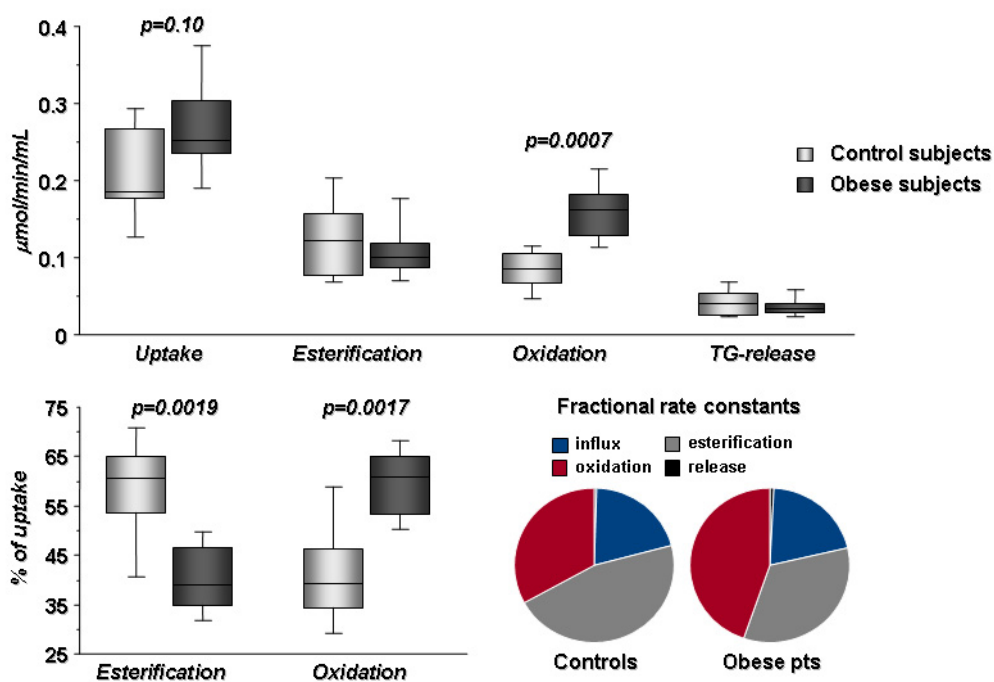 0.4
0.3
0.2
0.1
0
µmol/min/mL
p=0.10
p=0.0007
Control subjects
Obese subjects
Uptake
Esterification
Oxidation
TG-release
75
65
55
45
35
25
% of uptake
p=0.0019
p=0.0017
Esterification
Oxidation
Fractional rate constants
influx
esterification
oxidation
release
Controls
Obese pts